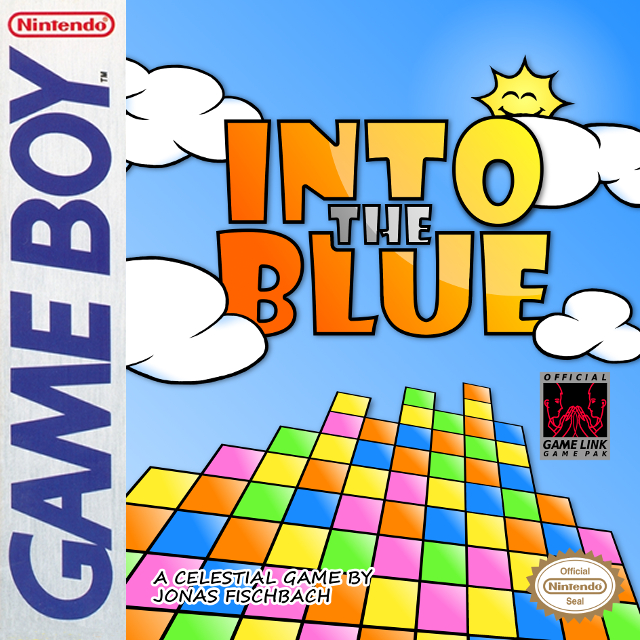 Nintendo
GAME BOY
TM
INTO
THE
BLUE
OFFICIAL
GAME LINK
GAME PAK
A CELESTIAL GAME BY
JONAS FISCHBACH
Official
Nintendo
Seal